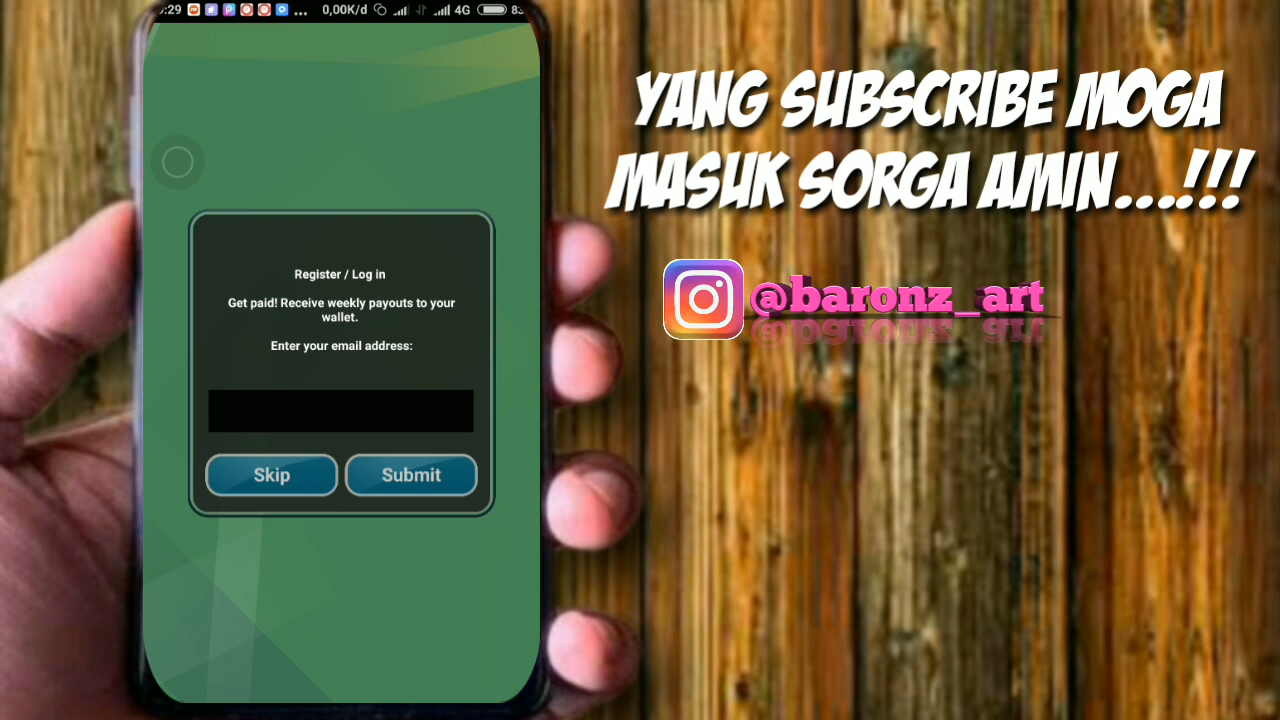 :29 ... 0,00K/d 4G
YANG SUBSCRIBE MOGA
MASUK SORGA AMIN...!!!
@baronz_art
Register / Log in
Get paid! Receive weekly payouts to your
wallet.
Enter your email address:
Skip Submit